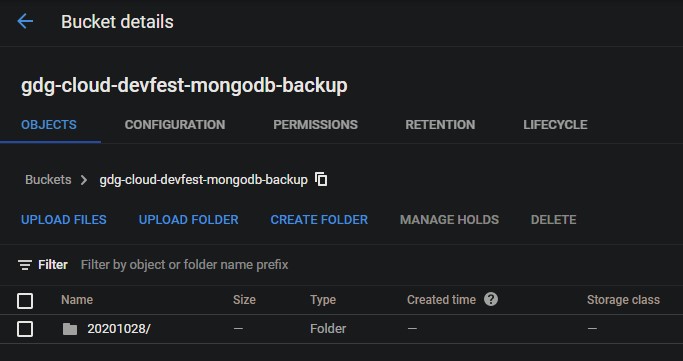 Bucket details
gdg-cloud-devfest-mongodb-backup
OBJECTS CONFIGURATION PERMISSIONS RETENTION LIFECYCLE
Buckets > gdg-cloud-devfest-mongodb-backup
UPLOAD FILES UPLOAD FOLDER CREATE FOLDER MANAGE HOLDS DELETE
Filter Filter by object or folder name prefix
Name Size Type Created time ? Storage class
20201028/ — Folder — —